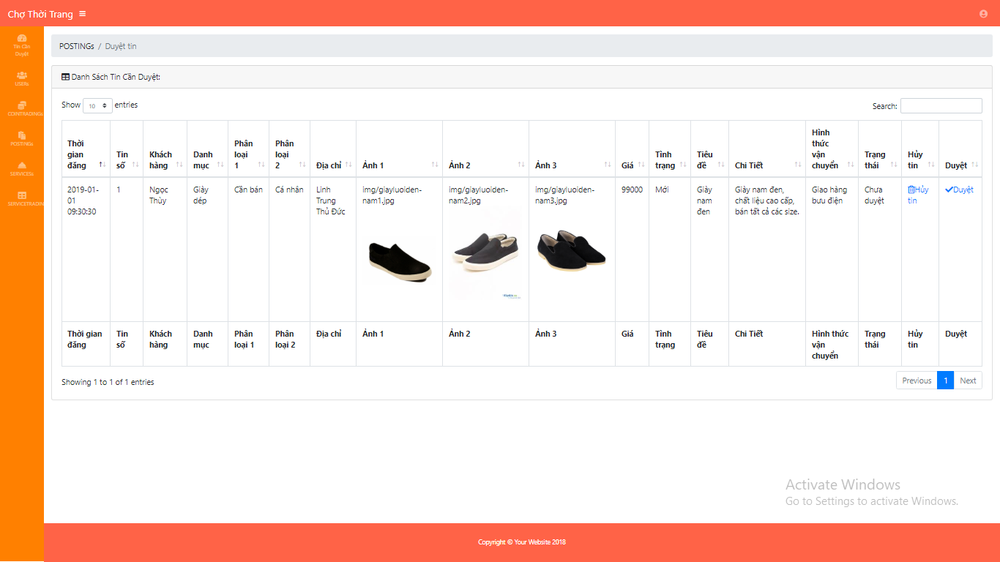 Chợ Thời Trang
Tin Cần
Duyệt
USERs
COINTRADINGs
POSTINGs
SERVICESs
SERVICETRADIN
POSTINGs / Duyệt tin
Danh Sách Tin Cần Duyệt:
Show 10 entries
Search:
Thời gian đăng
Tin số
Khách hàng
Danh mục
Phân loại 1
Phân loại 2
Địa chỉ
Ảnh 1
Ảnh 2
Ảnh 3
Giá
Tình trạng
Tiêu đề
Chi Tiết
Hình thức vận chuyển
Trạng thái
Hủy tin
Duyệt
2019-01-
01
09:30:30
1
Ngọc
Thùy
Giày
dép
Cần bán
Cá nhân
Linh
Trung
Thủ Đức
img/giayluoiden-
nam1.jpg
img/giayluoiden-
nam2.jpg
img/giayluoiden-
nam3.jpg
99000
Mới
Giày
nam
đen
Giày nam đen,
chất liệu cao cấp,
bán tất cả các size.
Giao hàng
bưu điện
Chưa
duyệt
Hủy
tin
Duyệt
Thời gian
đăng
Tin
số
Khách
hàng
Danh
mục
Phân
loại 1
Phân
loại 2
Địa chỉ
Ảnh 1
Ảnh 2
Ảnh 3
Giá
Tình
trạng
Tiêu
đề
Chi Tiết
Hình thức
vận
chuyển
Trạng
thái
Hủy
tin
Duyệt
Showing 1 to 1 of 1 entries
Previous 1 Next
Activate Windows
Go to Settings to activate Windows.
Copyright © Your Website 2018